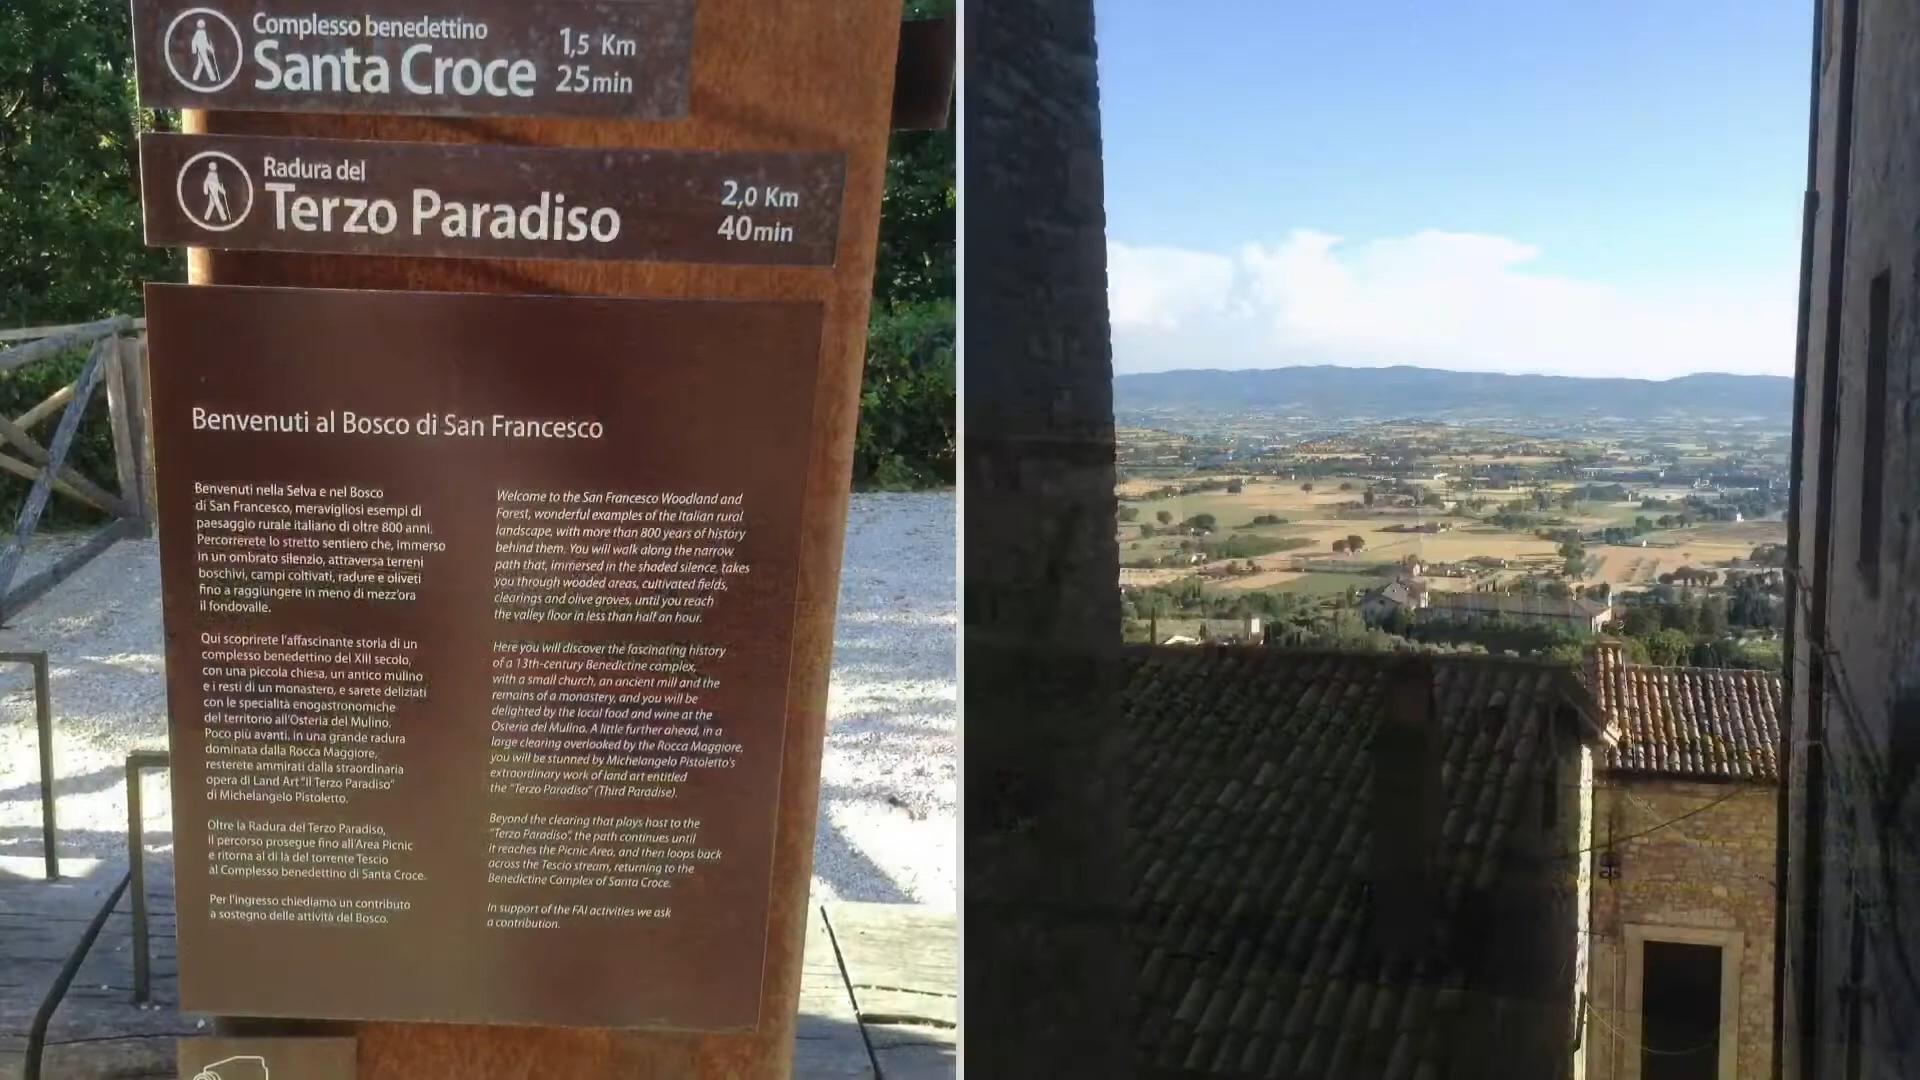 Complesso benedettino
Santa Croce
1,5 Km
25min
Radura del
Terzo Paradiso
2,0 Km
40min
Benvenuti al Bosco di San Francesco
Benvenuti nella Selva e nel Bosco
di San Francesco, meravigliosi esempi di
paesaggio rurale italiano di oltre 800 anni.
Percorrerete lo stretto sentiero che, immerso
in un ombrato silenzio, attraversa terreni
boschivi, campi coltivati, radure e oliveti
fino a raggiungere in meno di mezz'ora
il fondovalle.
Qui scoprirete l'affascinante storia di un
complesso benedettino del XIII secolo,
con una piccola chiesa, un antico mulino
e i resti di un monastero, e sarete deliziati
con le specialità enogastronomiche
del territorio all'Osteria del Mulino.
Poco più avanti, in una grande radura
dominata dalla Rocca Maggiore,
resterete ammirati dalla straordinaria
opera di Land Art "il Terzo Paradiso"
di Michelangelo Pistoletto.
Oltre la Radura del Terzo Paradiso,
il percorso prosegue fino all'Area Picnic
e ritorna al di là del torrente Tescio
al Complesso benedettino di Santa Croce.
Per l'ingresso chiediamo un contributo
a sostegno delle attività del Bosco.
Welcome to the San Francesco Woodland and
Forest, wonderful examples of the Italian rural
landscape, with more than 800 years of history
behind them. You will walk along the narrow
path that, immersed in the shaded silence, takes
you through wooded areas, cultivated fields,
clearings and olive groves, until you reach
the valley floor in less than half an hour.
Here you will discover the fascinating history
of a 13th-century Benedictine complex,
with a small church, an ancient mill and the
remains of a monastery, and you will be
delighted by the local food and wine at the
Osteria del Mulino. A little further ahead, in a
large clearing overlooked by the Rocca Maggiore,
you will be stunned by Michelangelo Pistoletto's
extraordinary work of land art entitled
the "Terzo Paradiso" (Third Paradise).
Beyond the clearing that plays host to the
"Terzo Paradiso", the path continues until
it reaches the Picnic Area, and then loops back
across the Tescio stream, returning to the
Benedictine Complex of Santa Croce.
In support of the FAI activities we ask
a contribution.